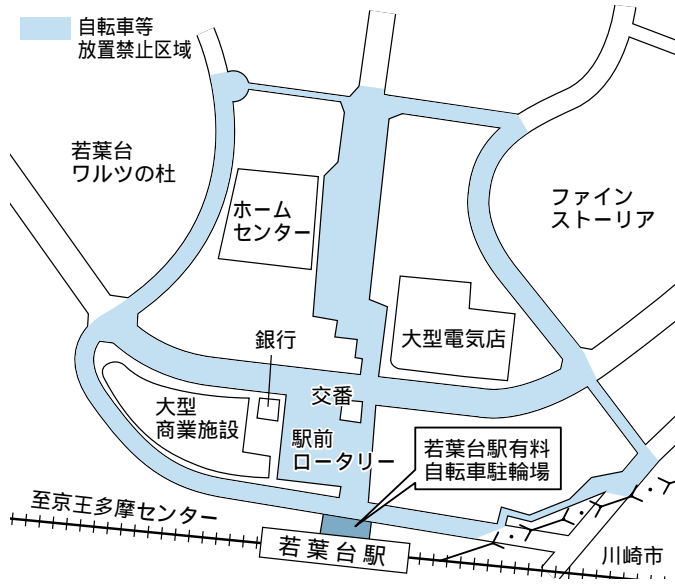 自転車等
放置禁止区域
若葉台
ワルツの杜
ホーム
センター
ファイン
ストーリア
大型電気店
銀行
交番
大型
商業施設
駅前
ロータリー
若葉台駅有料
自転車駐輪場
至京王多摩センター
若葉台駅
川崎市